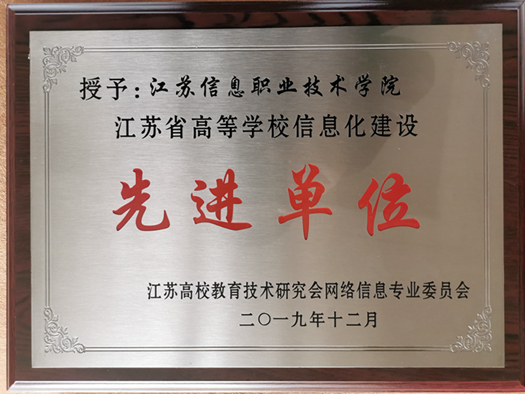 授予：江苏信息职业技术学院
江苏省高等学校信息化建设
先进单位
江苏高校教育技术研究会网络信息专业委员会
二〇一九年十二月